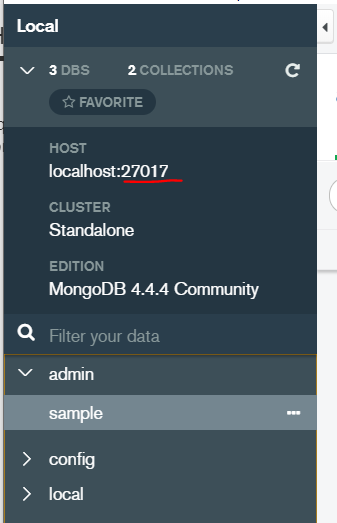 Local
3 DBS 2 COLLECTIONS
FAVORITE
HOST
localhost:27017
CLUSTER
Standalone
EDITION
MongoDB 4.4.4 Community
Filter your data
admin
sample
config
local